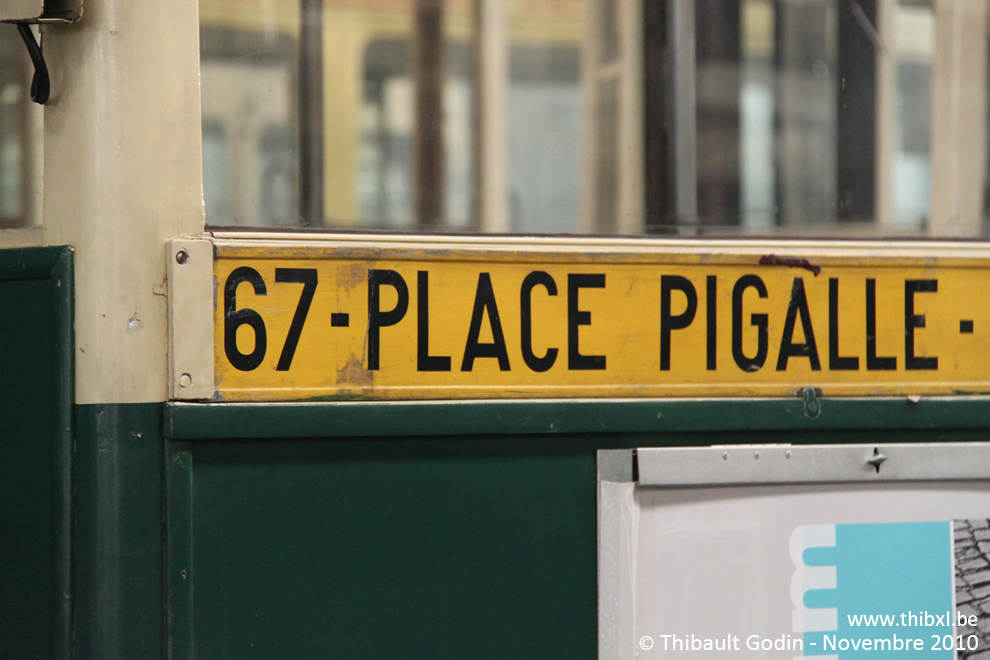 67-PLACE PIGALLE-
www.thibxl.be
© Thibault Godin - Novembre 2010